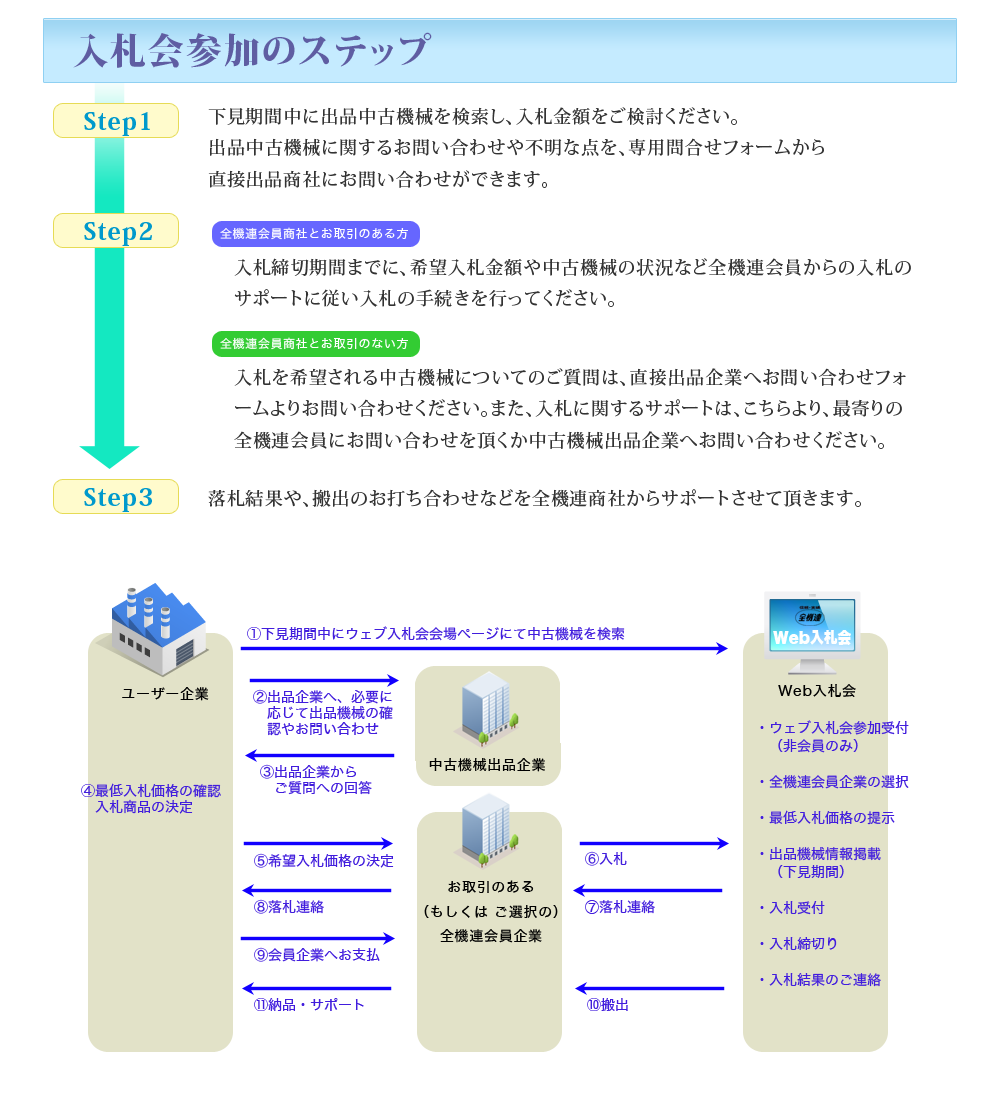 入札会参加のステップ
Step1
下見期間中に出品中古機械を検索し、入札金額をご検討ください。
出品中古機械に関するお問い合わせや不明な点を、専用問合せフォームから
直接出品商社にお問い合わせができます。
Step2
全機連会員商社とお取引のある方
入札締切期間までに、希望入札金額や中古機械の状況など全機連会員からの入札の
サポートに従い入札の手続きを行ってください。
全機連会員商社とお取引のない方
入札を希望される中古機械についてのご質問は、直接出品企業へお問い合わせフォ
ームよりお問い合わせください。また、入札に関するサポートは、こちらより、最寄りの
全機連会員にお問い合わせを頂くか中古機械出品企業へお問い合わせください。
Step3
落札結果や、搬出のお打ち合わせなどを全機連商社からサポートさせて頂きます。
ユーザー企業
①下見期間中にウェブ入札会会場ページにて中古機械を検索
②出品企業へ、必要に
応じて出品機械の確
認やお問い合わせ
③出品企業から
ご質問への回答
④最低入札価格の確認
入札商品の決定
中古機械出品企業
⑤希望入札価格の決定
⑥入札
⑦落札連絡
⑧落札連絡
⑨会員企業へお支払
⑩搬出
⑪納品・サポート
お取引のある
（もしくは ご選択の）
全機連会員企業
全機連
Web入札会
Web入札会
・ウェブ入札会参加受付
（非会員のみ）
・全機連会員企業の選択
・最低入札価格の提示
・出品機械情報掲載
（下見期間）
・入札受付
・入札締切り
・入札結果のご連絡